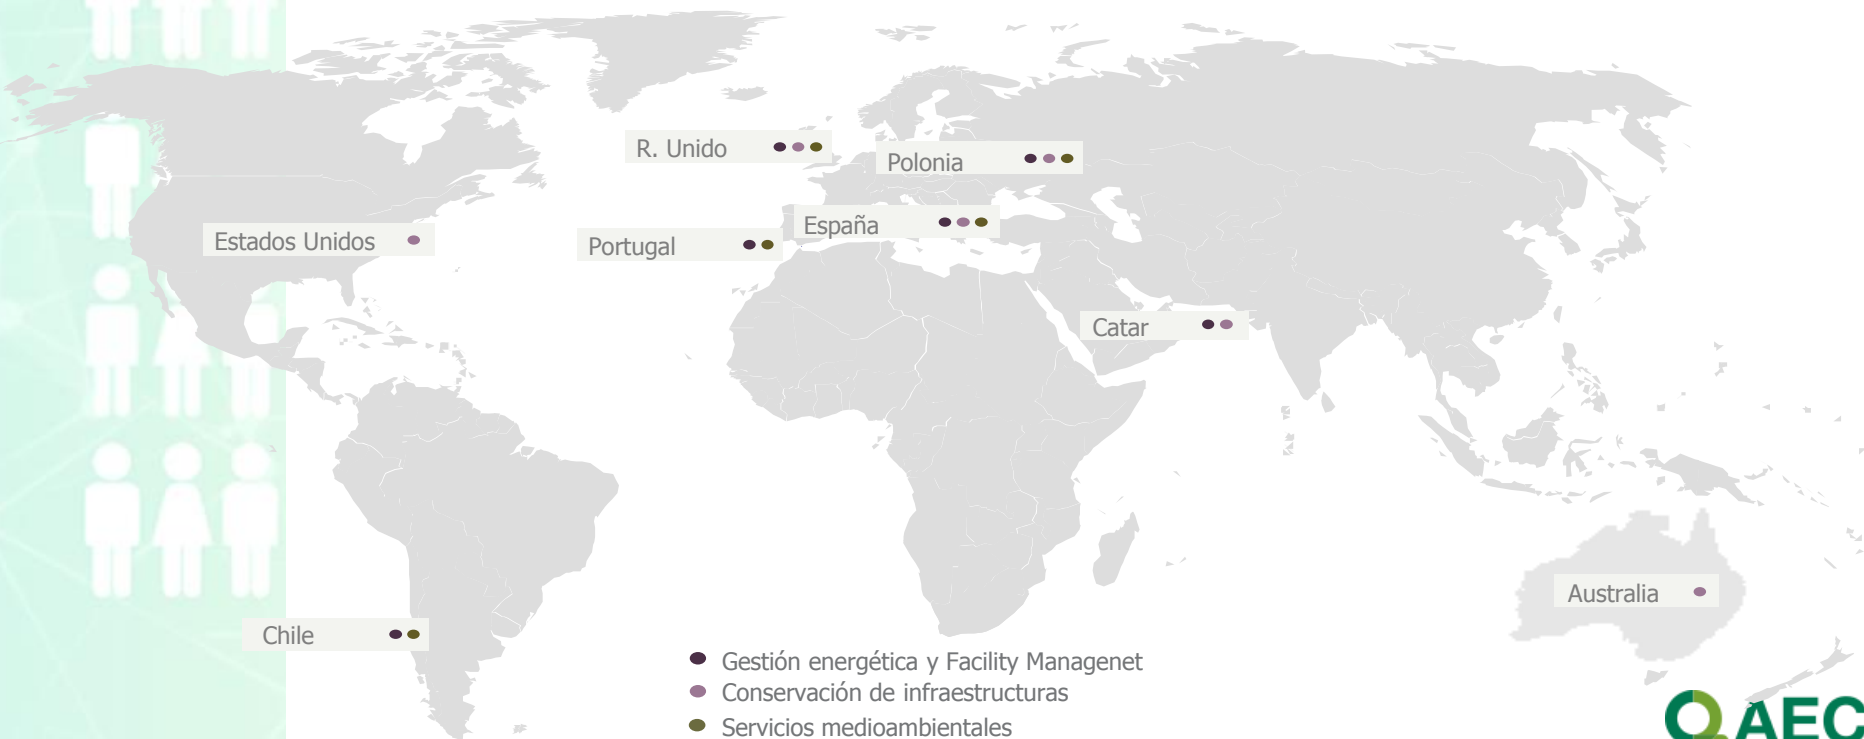 R. Unido
Polonia
España
Estados Unidos
Portugal
Catar
Australia
Chile
Gestión energética y Facility Managenet
Conservación de infraestructuras
Servicios medioambientales
AEC